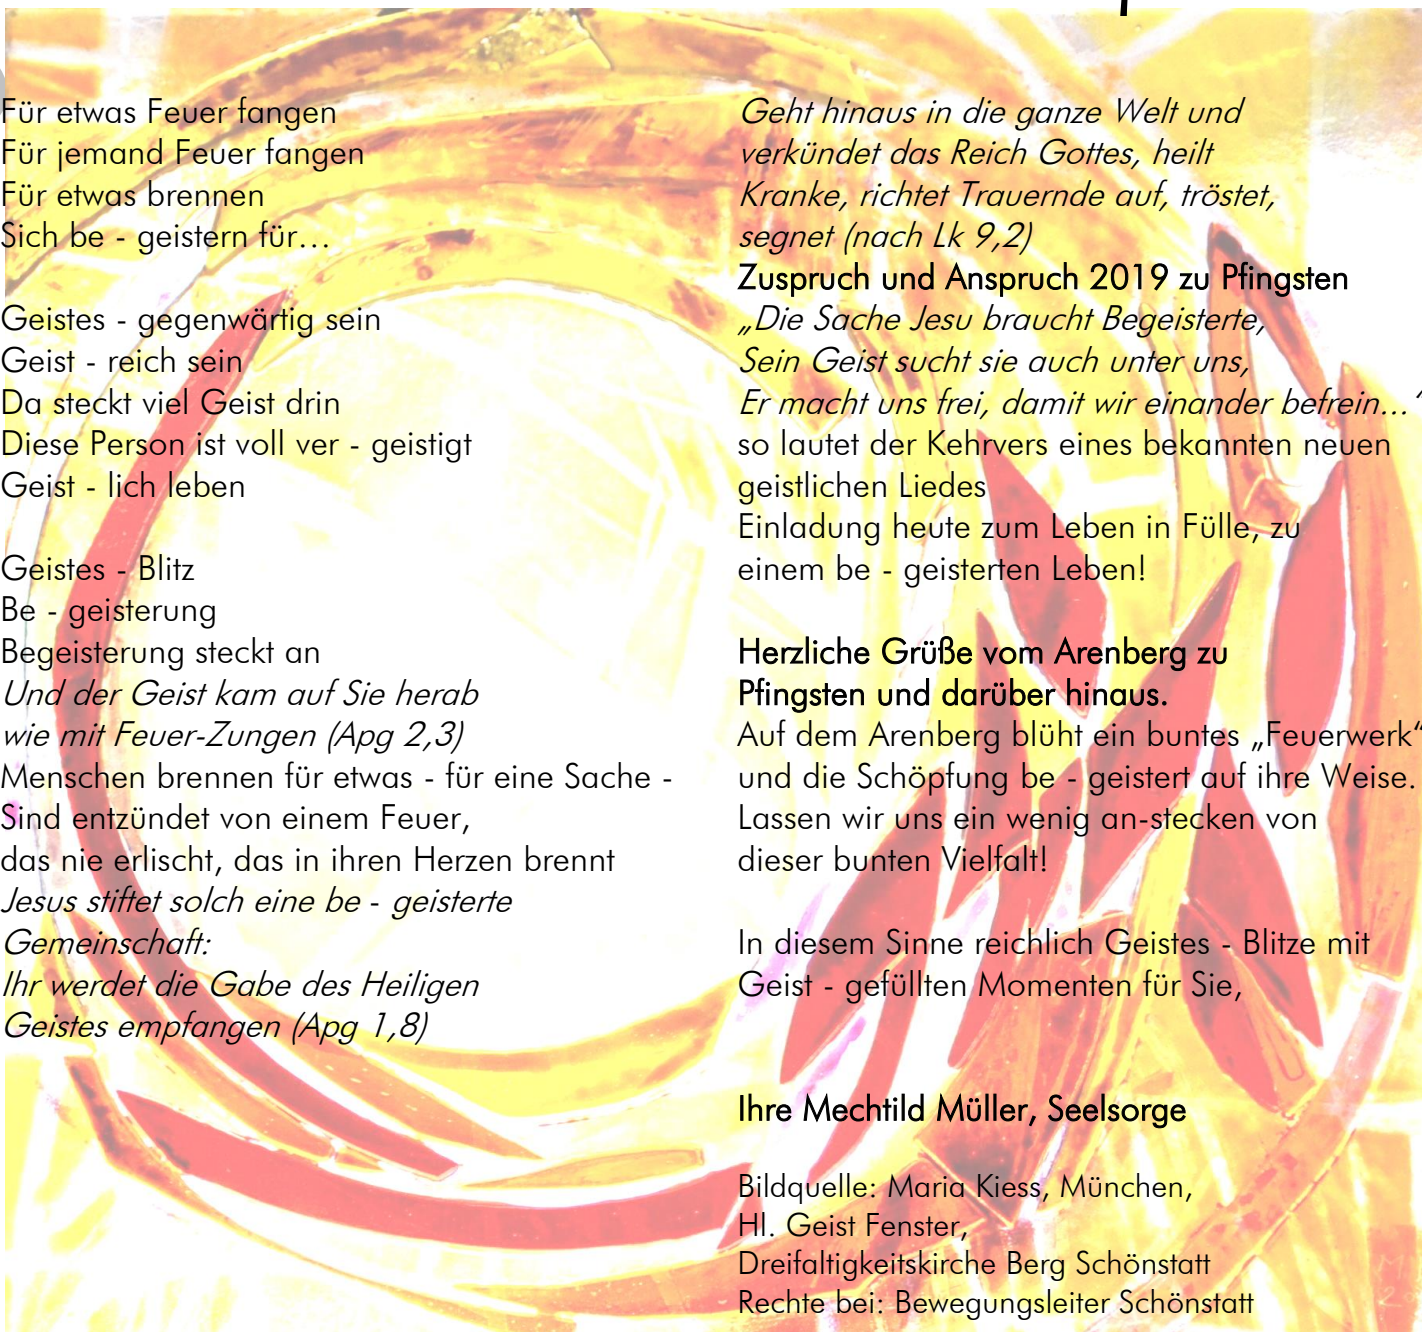 Für etwas Feuer fangen
Für jemand Feuer fangen
Für etwas brennen
Sich be - geistern für...
Geistes - gegenwärtig sein
Geist - reich sein
Da steckt viel Geist drin
Diese Person ist voll ver - geistigt
Geist - lich leben
Geistes - Blitz
Be - geisterung
Begeisterung steckt an
Und der Geist kam auf Sie herab
wie mit Feuer-Zungen (Apg 2,3)
Menschen brennen für etwas - für eine Sache -
Sind entzündet von einem Feuer,
das nie erlischt, das in ihren Herzen brennt
Jesus stiftet solch eine be - geisterte
Gemeinschaft:
Ihr werdet die Gabe des Heiligen
Geistes empfangen (Apg 1,8)
Geht hinaus in die ganze Welt und
verkündet das Reich Gottes, heilt
Kranke, richtet Trauernde auf, tröstet,
segnet (nach Lk 9,2)
Zuspruch und Anspruch 2019 zu Pfingsten
„Die Sache Jesu braucht Begeisterte,
Sein Geist sucht sie auch unter uns,
Er macht uns frei, damit wir einander befrein...“
so lautet der Kehrvers eines bekannten neuen
geistlichen Liedes
Einladung heute zum Leben in Fülle, zu
einem be - geisterten Leben!
Herzliche Grüße vom Arenberg zu
Pfingsten und darüber hinaus.
Auf dem Arenberg blüht ein buntes „Feuerwerk“
und die Schöpfung be - geistert auf ihre Weise.
Lassen wir uns ein wenig an-stecken von
dieser bunten Vielfalt!
In diesem Sinne reichlich Geistes - Blitze mit
Geist - gefüllten Momenten für Sie,
Ihre Mechtild Müller, Seelsorge
Bildquelle: Maria Kiess, München,
Hl. Geist Fenster,
Dreifaltigkeitskirche Berg Schönstatt
Rechte bei: Bewegungsleiter Schönstatt